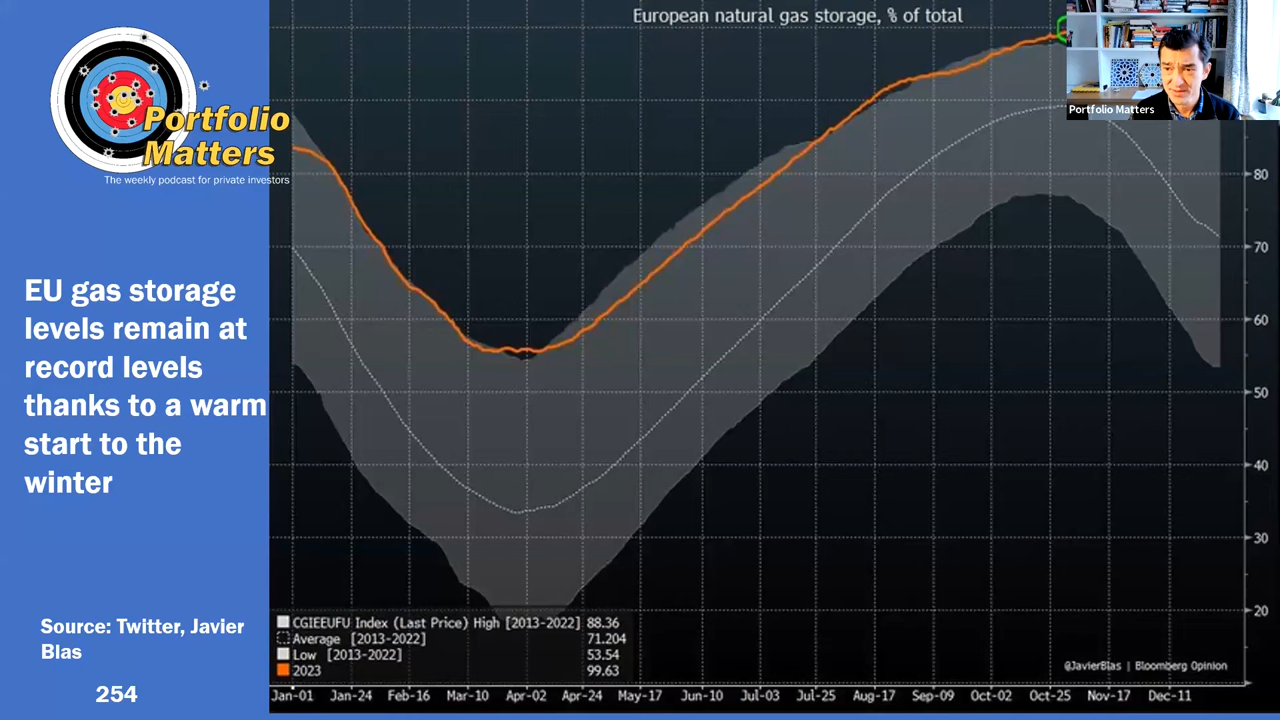 European natural gas storage, % of total
Portfolio Matters
Portfolio
Matters
The weekly podcast for private investors
EU gas storage
levels remain at
record levels
thanks to a warm
start to the
winter
Source: Twitter, Javier
Blas
254
80
70
60
50
40
30
20
CGIEEUFU Index (Last Price) High [2013-2022] 88.36
Average [2013-2022] 71.204
Low [2013-2022] 53.54
2023 99.63
@JavierBlas | Bloomberg Opinion
Jan-01 Jan-24 Feb-16 Mar-10 Apr-02 Apr-24 May-17 Jun-10 Jul-03 Jul-25 Aug-17 Sep-09 Oct-02 Oct-25 Nov-17 Dec-11